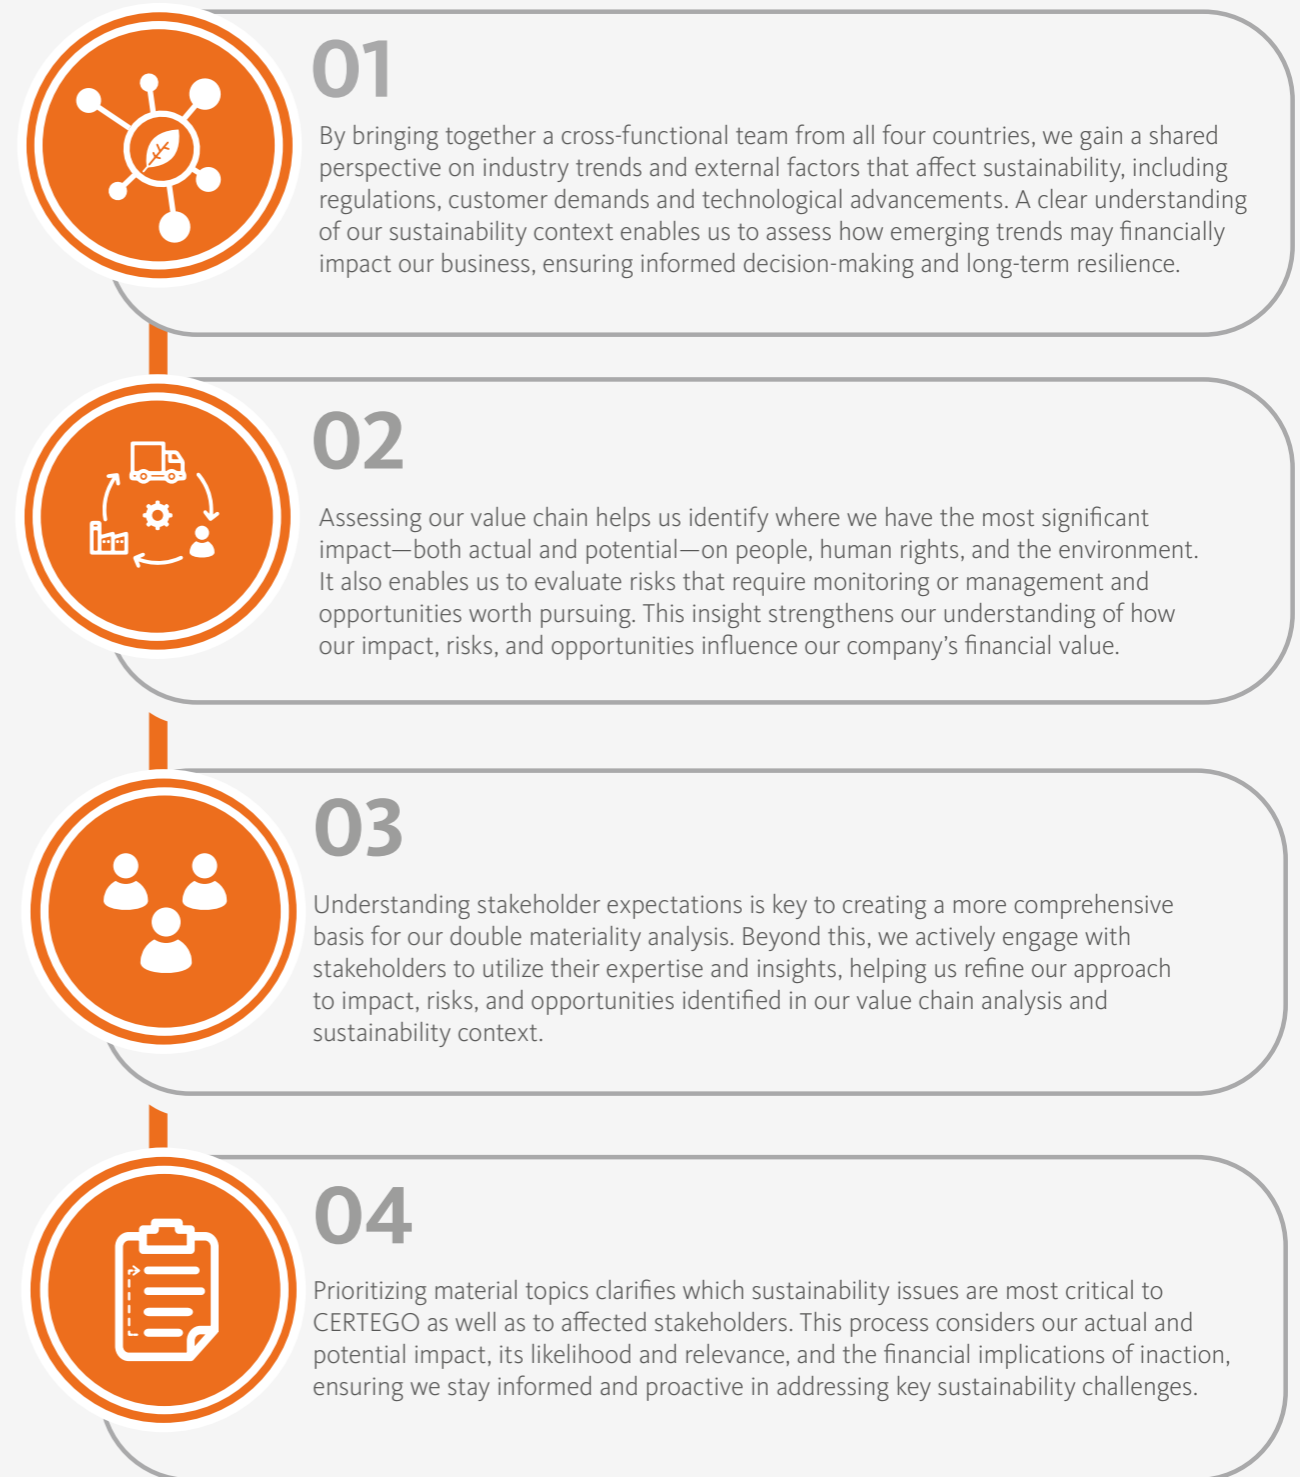 01
By bringing together a cross-functional team from all four countries, we gain a shared
perspective on industry trends and external factors that affect sustainability, including
regulations, customer demands and technological advancements. A clear understanding
of our sustainability context enables us to assess how emerging trends may financially
impact our business, ensuring informed decision-making and long-term resilience.
02
Assessing our value chain helps us identify where we have the most significant
impact—both actual and potential—on people, human rights, and the environment.
It also enables us to evaluate risks that require monitoring or management and
opportunities worth pursuing. This insight strengthens our understanding of how
our impact, risks, and opportunities influence our company’s financial value.
03
Understanding stakeholder expectations is key to creating a more comprehensive
basis for our double materiality analysis. Beyond this, we actively engage with
stakeholders to utilize their expertise and insights, helping us refine our approach
to impact, risks, and opportunities identified in our value chain analysis and
sustainability context.
04
Prioritizing material topics clarifies which sustainability issues are most critical to
CERTEGO as well as to affected stakeholders. This process considers our actual and
potential impact, its likelihood and relevance, and the financial implications of inaction,
ensuring we stay informed and proactive in addressing key sustainability challenges.